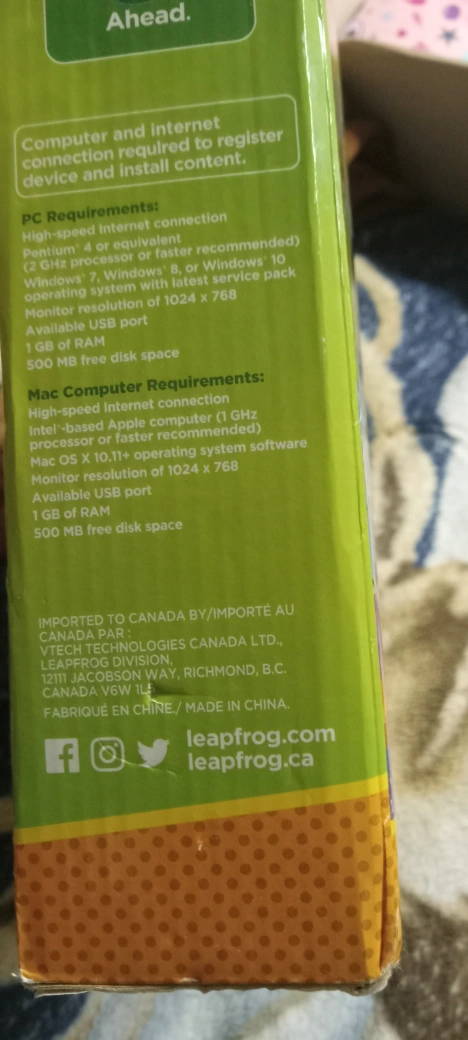 Ahead.
Computer and internet
connection required to register
device and install content.
PC Requirements:
High-speed Internet connection
Pentium® 4 or equivalent
(2 GHz processor or faster recommended)
Windows® 7, Windows® 8, or Windows® 10
operating system with latest service pack
Monitor resolution of 1024 x 768
Available USB port
1 GB of RAM
500 MB free disk space
Mac Computer Requirements:
High-speed Internet connection
Intel®-based Apple computer (1 GHz
processor or faster recommended)
Mac OS X 10.11+ operating system software
Monitor resolution of 1024 x 768
Available USB port
1 GB of RAM
500 MB free disk space
IMPORTED TO CANADA BY/IMPORTÉ AU
CANADA PAR :
VTECH TECHNOLOGIES CANADA LTD.,
LEAPFROG DIVISION,
12111 JACOBSON WAY, RICHMOND, B.C.
CANADA V6W
FABRIQUÉ EN CHINE./ MADE IN CHINA.
leapfrog.com
leapfrog.ca